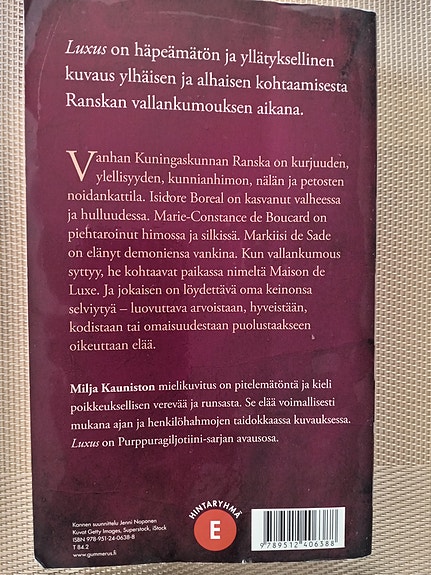 Luxus on häpeämätön ja yllätyksellinen
kuvaus ylhäisen ja alhaisen kohtaamisesta
Ranskan vallankumouksen aikana.
Vanhan Kuningaskunnan Ranska on kurjuuden,
ylellisyyden, kunnianhimon, nälän ja petosten
noidankattila. Isidore Boreal on kasvanut valheessa
ja hulluudessa. Marie-Constance de Boucard on
piehtaroinut himossa ja silkissä. Markiisi de Sade
on elänyt demoniensa vankina. Kun vallankumous
syttyy, he kohtaavat paikassa nimeltä Maison de
Luxe. Ja jokaisen on löydettävä oma keinonsa
selviytyä – luovuttava arvoistaan, hyveistään,
kodistaan tai omaisuudestaan puolustaakseen
oikeuttaan elää.
Milja Kauniston mielikuvitus on pitelemätöntä ja kieli
poikkeuksellisen verevää ja runsasta. Se elää voimallisesti
mukana ajan ja henkilöhahmojen taidokkaassa kuvauksessa.
Luxus on Purppuragiljotiini-sarjan avausosa.
Kannen suunnittelu Jenni Noponen
Kuvat Getty Images, Superstock, iStock
ISBN 978-951-24-0638-8
T 84.2
www.gummerus.fi
HINTARYHMÄ
E
9 789512 406388